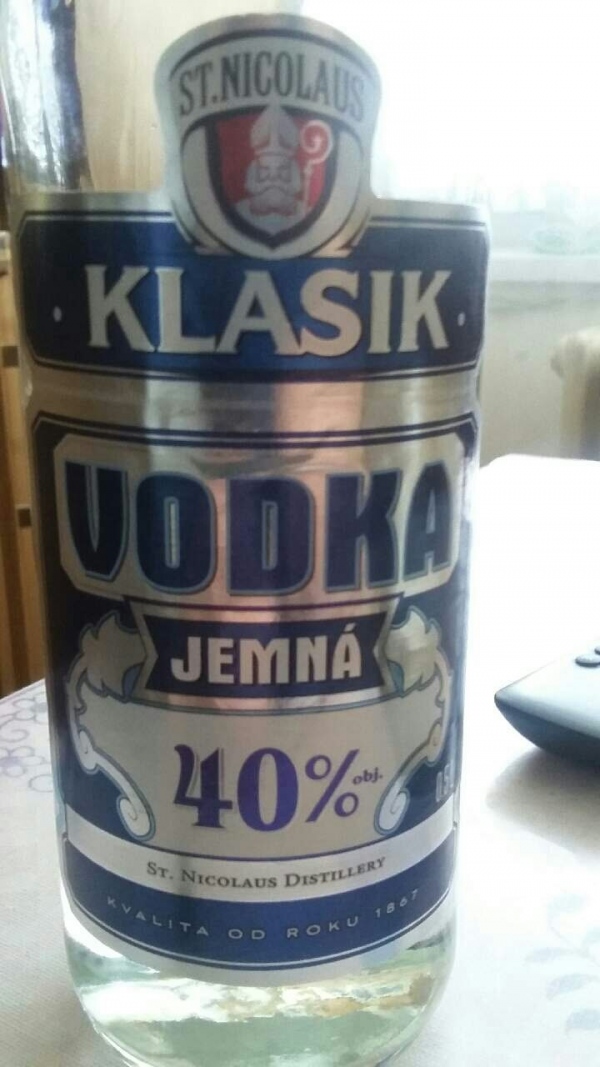 ST.NICOLAUS
· KLASIK ·
VODKA
JEMNÁ
40% obj.
St. Nicolaus Distillery
KVALITA OD ROKU 1867